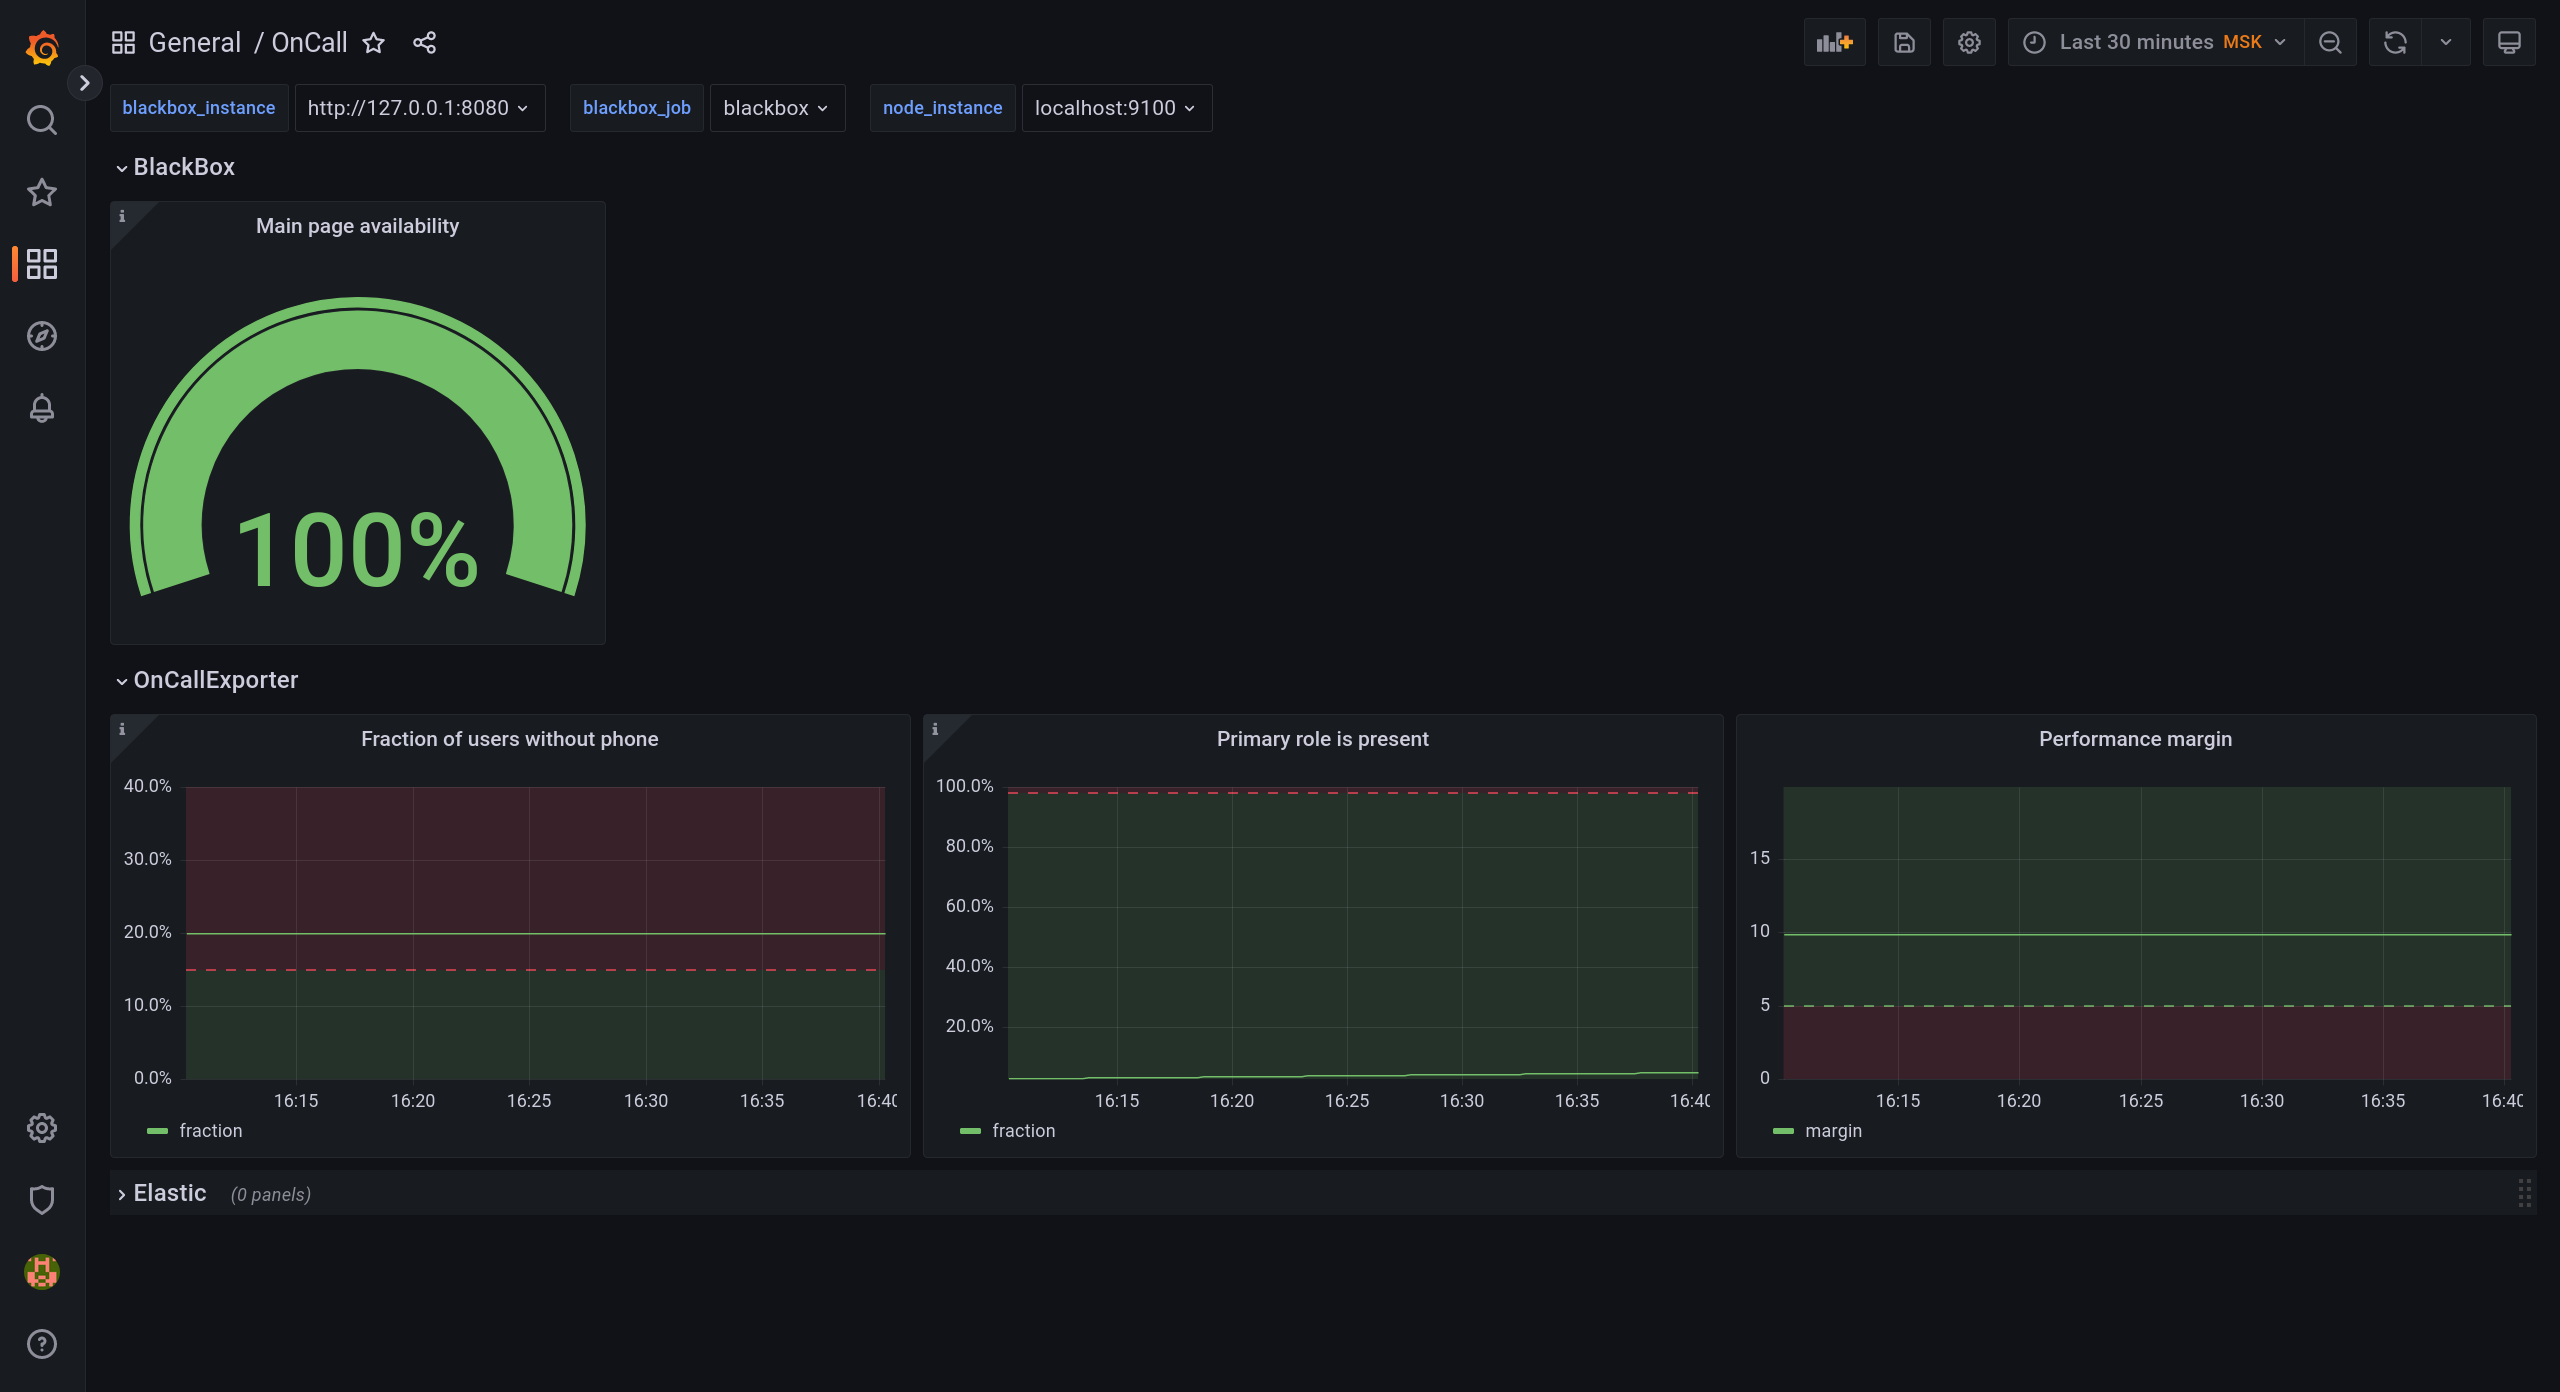 General / OnCall
Last 30 minutes MSK
blackbox_instance http://127.0.0.1:8080 blackbox_job blackbox node_instance localhost:9100
BlackBox
Main page availability
100%
OnCallExporter
Fraction of users without phone
40.0%
30.0%
20.0%
10.0%
0.0%
16:15 16:20 16:25 16:30 16:35 16:40
fraction
Primary role is present
100.0%
80.0%
60.0%
40.0%
20.0%
16:15 16:20 16:25 16:30 16:35 16:40
fraction
Performance margin
15
10
5
0
16:15 16:20 16:25 16:30 16:35 16:40
margin
Elastic (0 panels)